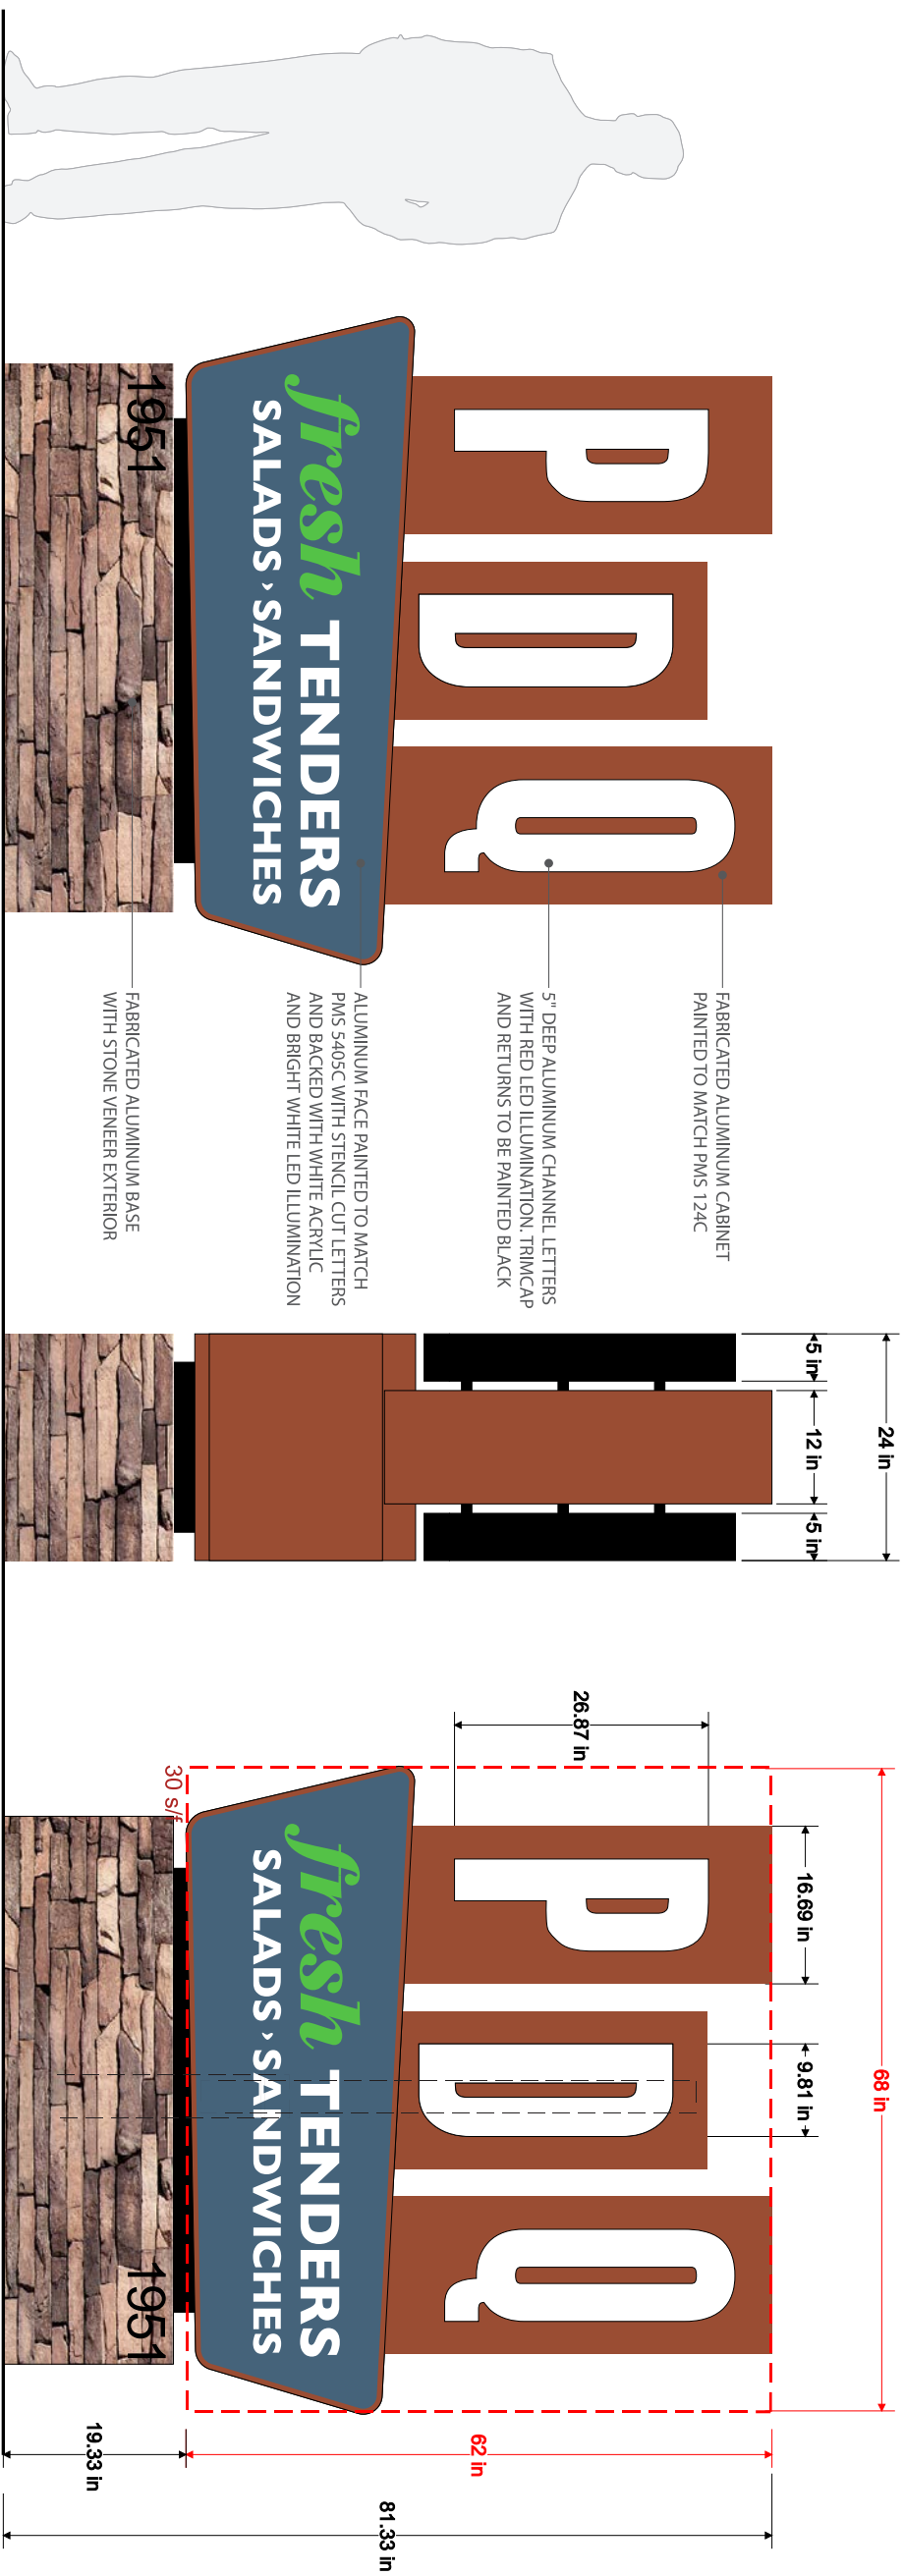 P D Q
fresh TENDERS
SALADS › SANDWICHES
1951
FABRICATED ALUMINUM CABINET
PAINTED TO MATCH PMS 124C
5" DEEP ALUMINUM CHANNEL LETTERS
WITH RED LED ILLUMINATION. TRIMCAP
AND RETURNS TO BE PAINTED BLACK
ALUMINUM FACE PAINTED TO MATCH
PMS 5405C WITH STENCIL CUT LETTERS
AND BACKED WITH WHITE ACRYLIC
AND BRIGHT WHITE LED ILLUMINATION
FABRICATED ALUMINUM BASE
WITH STONE VENEER EXTERIOR
24 in
5 in
12 in
5 in
68 in
16.69 in
9.81 in
26.87 in
P D Q
fresh TENDERS
SALADS › SANDWICHES
30 s/f
1951
62 in
19.33 in
81.33 in